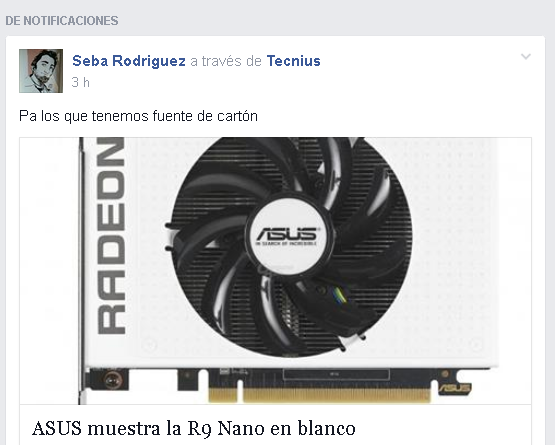 DE NOTIFICACIONES
Seba Rodriguez a través de Tecnius
3 h
Pa los que tenemos fuente de cartón
RADEON
ASUS
IN SEARCH OF INCREDIBLE
ASUS
ASUS muestra la R9 Nano en blanco